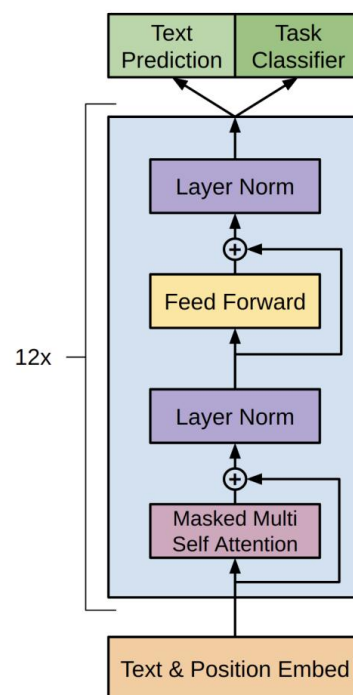 Text
Prediction
Task
Classifier
Layer Norm
+
Feed Forward
12x
Layer Norm
+
Masked Multi
Self Attention
Text & Position Embed